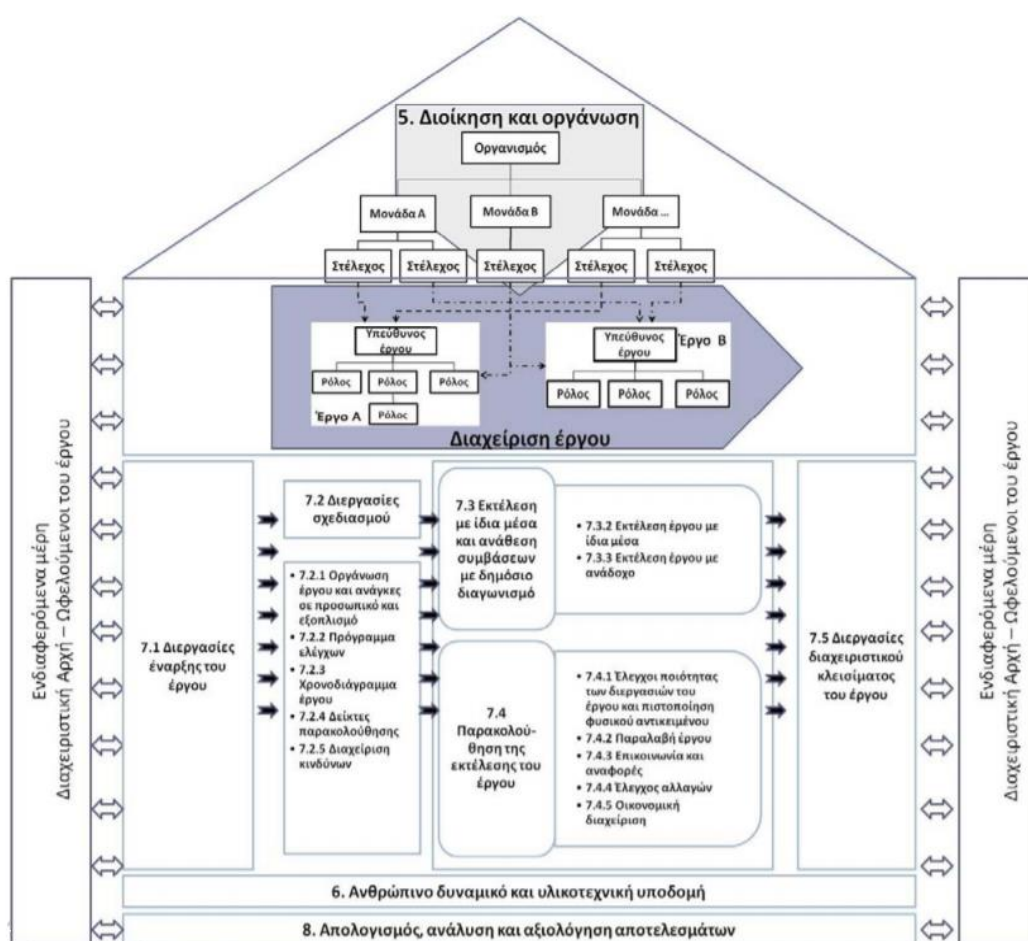 5. Διοίκηση και οργάνωση
Οργανισμός
Μονάδα Α
Μονάδα Β
Μονάδα ...
Στέλεχος
Στέλεχος
Στέλεχος
Στέλεχος
Στέλεχος
Υπεύθυνος
έργου
Ρόλος
Ρόλος
Ρόλος
Έργο Α
Ρόλος
Υπεύθυνος
έργου
Έργο Β
Ρόλος
Ρόλος
Ρόλος
Διαχείριση έργου
Ενδιαφερόμενα μέρη
Διαχειριστική Αρχή – Ωφελούμενοι του έργου
7.1 Διεργασίες
έναρξης του
έργου
7.2 Διεργασίες
σχεδιασμού
• 7.2.1 Οργάνωση
έργου και ανάγκες
σε προσωπικό και
εξοπλισμό
• 7.2.2 Πρόγραμμα
ελέγχων
• 7.2.3
Χρονοδιάγραμμα
έργου
• 7.2.4 Δείκτες
παρακολούθησης
• 7.2.5 Διαχείριση
κινδύνων
7.3 Εκτέλεση
με ίδια μέσα
και ανάθεση
συμβάσεων
με δημόσιο
διαγωνισμό
• 7.3.2 Εκτέλεση έργου με
ίδια μέσα
• 7.3.3 Εκτέλεση έργου με
ανάδοχο
7.4
Παρακολού-
θηση της
εκτέλεσης του
έργου
• 7.4.1 Έλεγχοι ποιότητας
των διεργασιών του
έργου και πιστοποίηση
φυσικού αντικειμένου
• 7.4.2 Παραλαβή έργου
• 7.4.3 Επικοινωνία και
αναφορές
• 7.4.4 Έλεγχος αλλαγών
• 7.4.5 Οικονομική
διαχείριση
7.5 Διεργασίες
διαχειριστικού
κλεισίματος
του έργου
Ενδιαφερόμενα μέρη
Διαχειριστική Αρχή – Ωφελούμενοι του έργου
6. Ανθρώπινο δυναμικό και υλικοτεχνική υποδομή
8. Απολογισμός, ανάλυση και αξιολόγηση αποτελεσμάτων